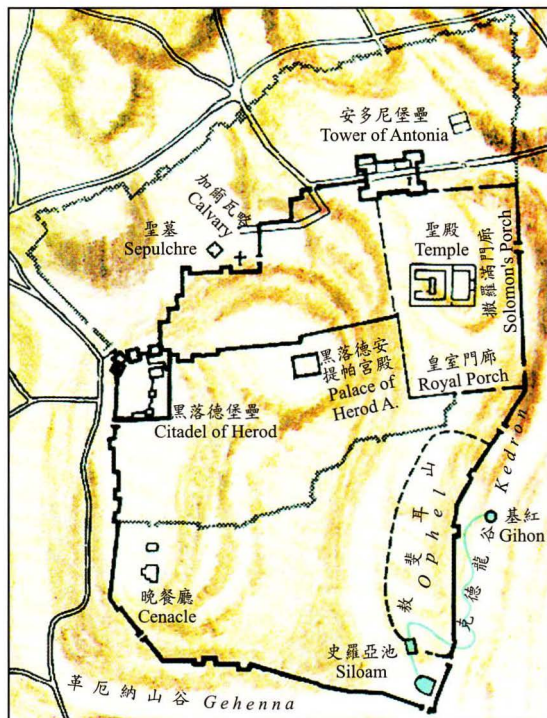 安多尼堡壘
Tower of Antonia
加爾瓦略
Calvary
聖墓
Sepulchre
聖殿
Temple
撒羅滿門廊
Solomon's Porch
黑落德安
提帕宮殿
Palace of
Herod A.
皇室門廊
Royal Porch
黑落德堡壘
Citadel of Herod
敖斐耳山
Ophel
克德龍谷
Kedron
基紅
Gihon
晚餐廳
Cenacle
史羅亞池
Siloam
革厄納山谷 Gehenna